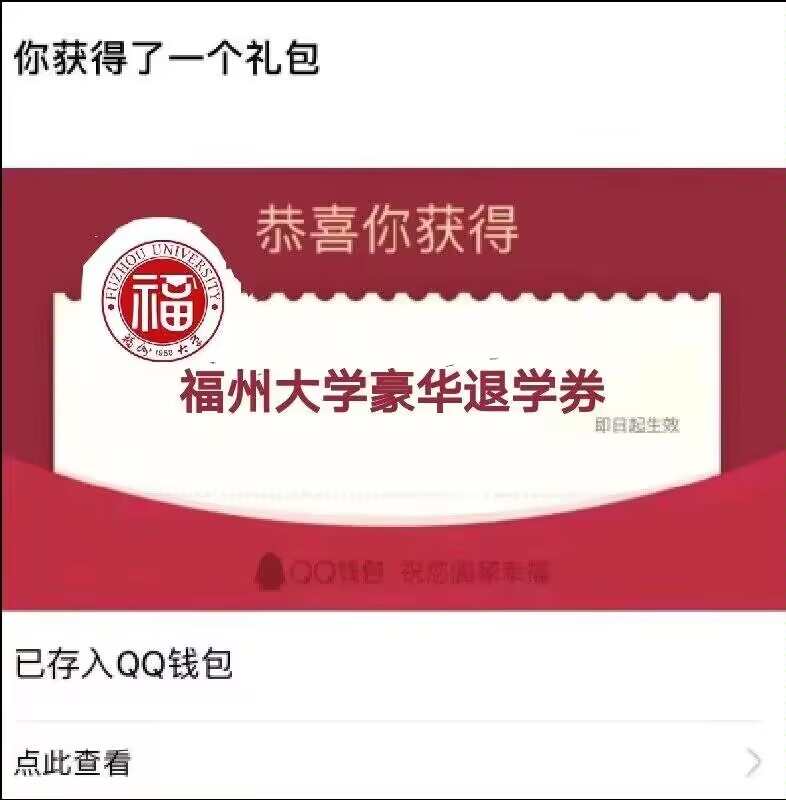 你获得了一个礼包
恭喜你获得
FUZHOU UNIVERSITY
福
福州大学
1958
福州大学豪华退学券
即日起生效
QQ钱包 祝您阖家幸福
已存入QQ钱包
点此查看